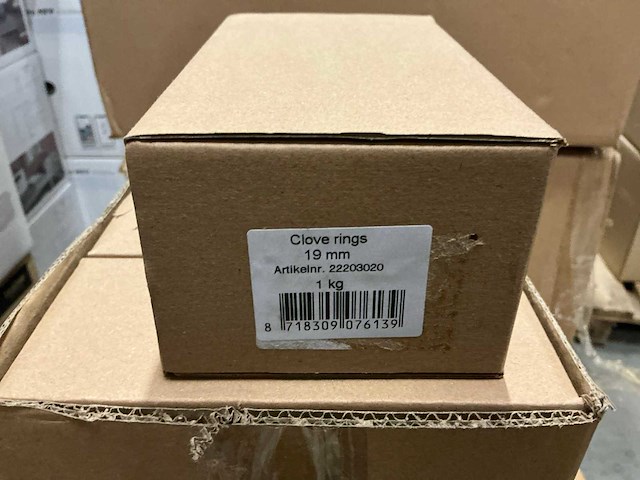 Clove rings
19 mm
Artikelnr. 22203020
1 kg
8 718309 076139